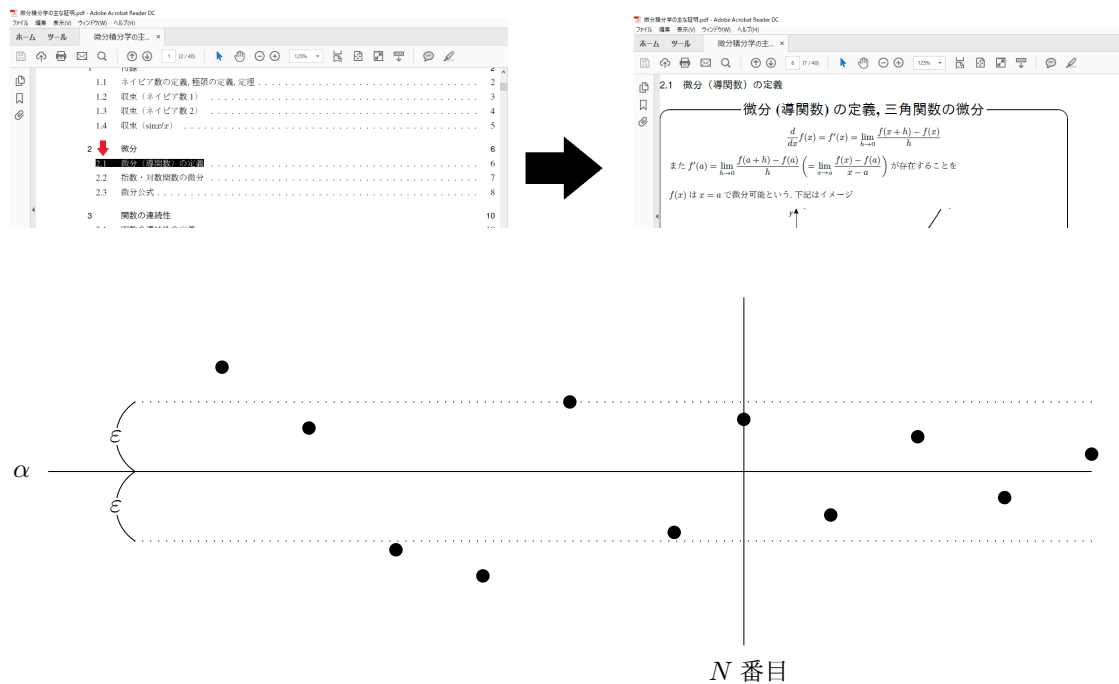 微分積分学の主な証明.pdf - Adobe Acrobat Reader DC
ファイル 編集 表示(V) ウィンドウ(W) ヘルプ(H)
ホーム ツール 微分積分学の主... ×
1 (2 / 40) 125%
1 付録 2
1.1 ネイピア数の定義, 極限の定義, 定理 2
1.2 収束（ネイピア数 1） 3
1.3 収束（ネイピア数 2） 4
1.4 収束（sinx/x） 5
2 微分 6
2.1 微分（導関数）の定義 6
2.2 指数・対数関数の微分 7
2.3 微分公式 8
3 関数の連続性 10
微分積分学の主な証明.pdf - Adobe Acrobat Reader DC
ファイル 編集 表示(V) ウィンドウ(W) ヘルプ(H)
ホーム ツール 微分積分学の主... ×
6 (7 / 40) 125%
2.1 微分（導関数）の定義
微分 (導関数) の定義, 三角関数の微分
d/dx f(x) = f′(x) = lim h→0 f(x + h) − f(x) / h
また f′(a) = lim h→0 f(a + h) − f(a) / h ( = lim x→a f(x) − f(a) / x − a ) が存在することを
f(x) は x = a で微分可能という. 下記はイメージ
y
ε
α
ε
N 番目